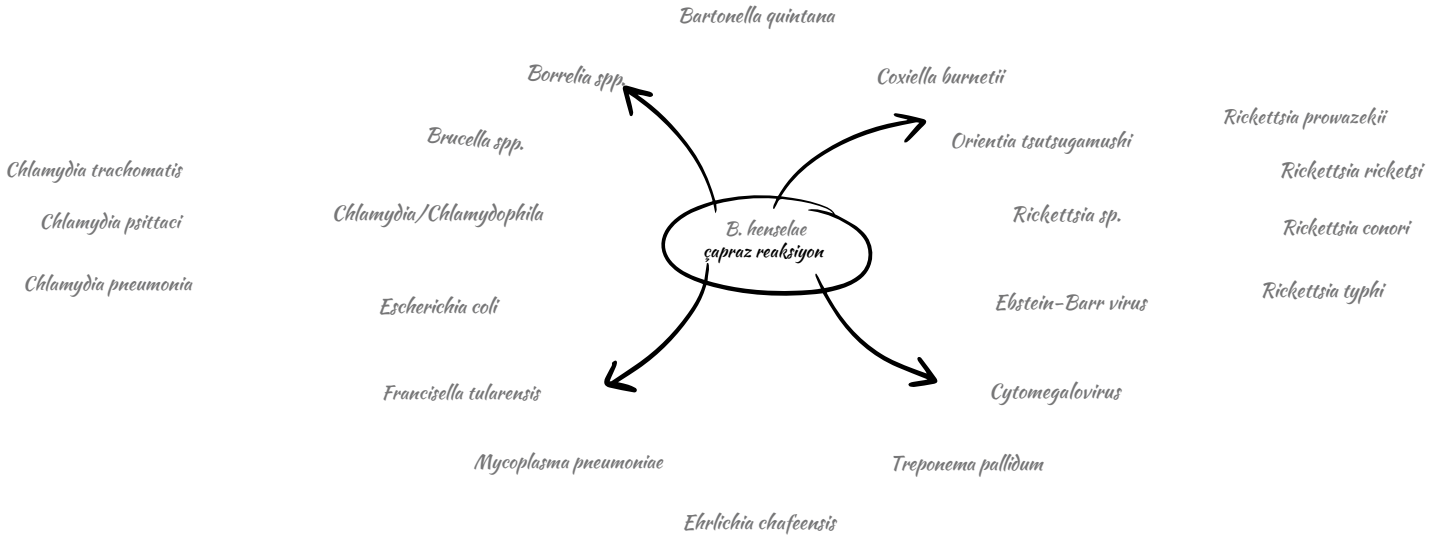 Bartonella quintana
Borrelia spp.
Coxiella burnetii
Rickettsia prowazekii
Brucella spp.
Orientia tsutsugamushi
Chlamydia trachomatis
Rickettsia ricketsi
Chlamydia/Chlamydophila
Rickettsia sp.
Chlamydia psittaci
B. henselae
Rickettsia conori
çapraz reaksiyon
Chlamydia pneumonia
Rickettsia typhi
Escherichia coli
Ebstein-Barr virus
Francisella tularensis
Cytomegalovirus
Mycoplasma pneumoniae
Treponema pallidum
Ehrlichia chafeensis